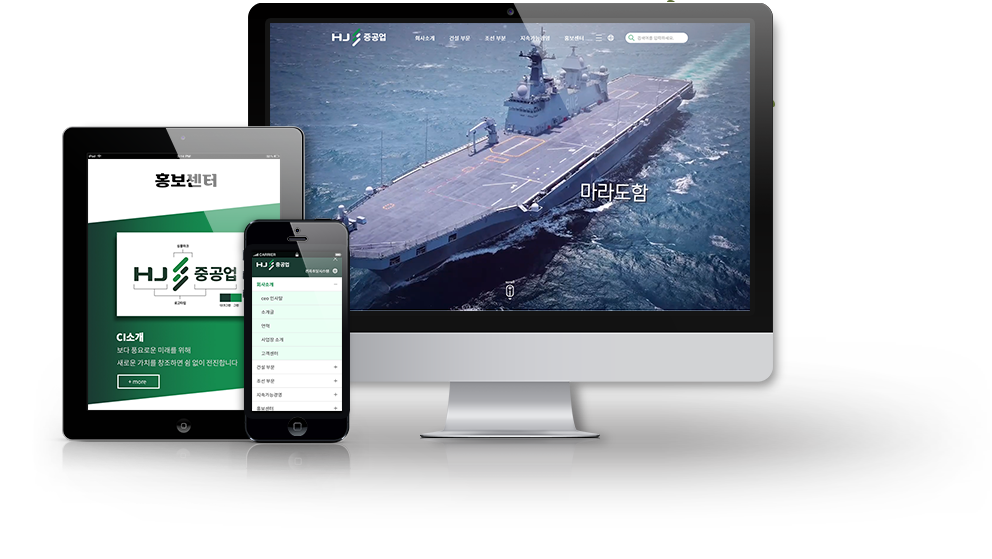 HJ 중공업
회사소개 건설 부문 조선 부문 지속가능경영 홍보센터 검색어를 입력하세요
마라도함
iPad
홍보센터
심볼마크
HJ 중공업
로고타입
CI소개
보다 풍요로운 미래를 위해
새로운 가치를 창조하면 쉼 없이 전진합니다
+ more
CARRIER
HJ 중공업
회사소개 −
CEO 인사말
소개글
연혁
사업장 소개
고객센터
건설 부문 +
조선 부문 +
지속가능경영 +
홍보센터 +